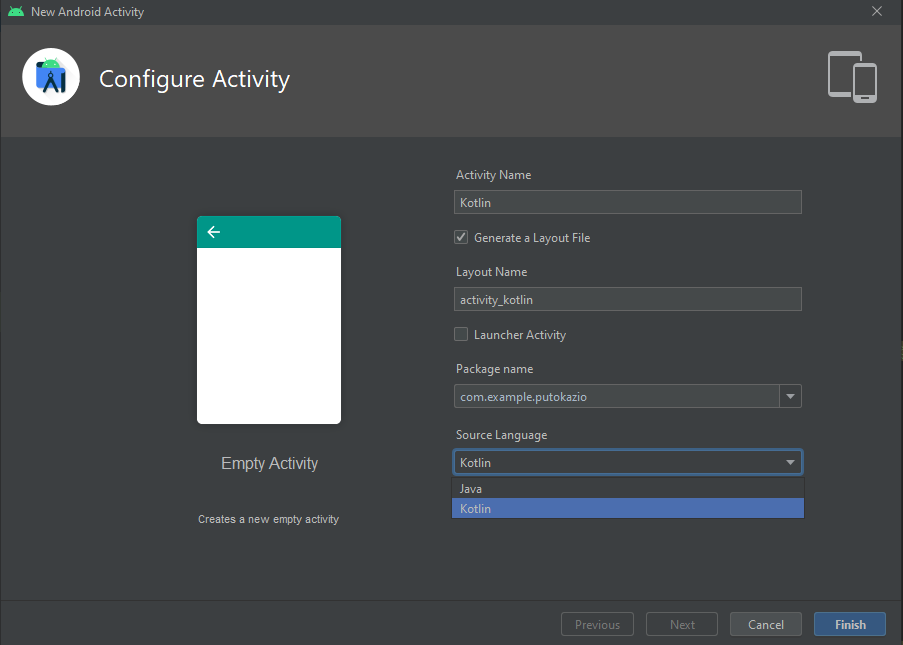 New Android Activity
Configure Activity
Activity Name
Kotlin
Generate a Layout File
Layout Name
activity_kotlin
Launcher Activity
Package name
com.example.putokazio
Source Language
Kotlin
Java
Kotlin
Empty Activity
Creates a new empty activity
Previous
Next
Cancel
Finish